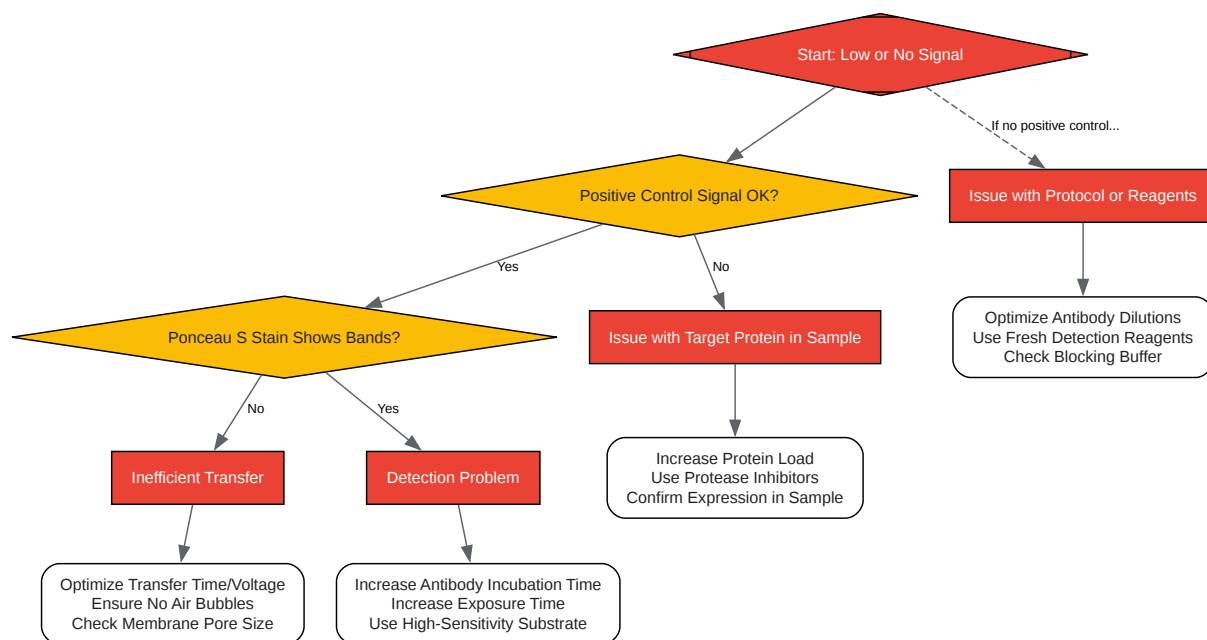 Start: Low or No Signal
If no positive control...
Positive Control Signal OK?
Issue with Protocol or Reagents
Yes
No
Optimize Antibody Dilutions
Use Fresh Detection Reagents
Check Blocking Buffer
Ponceau S Stain Shows Bands?
Issue with Target Protein in Sample
No
Yes
Increase Protein Load
Use Protease Inhibitors
Confirm Expression in Sample
Inefficient Transfer
Detection Problem
Optimize Transfer Time/Voltage
Ensure No Air Bubbles
Check Membrane Pore Size
Increase Antibody Incubation Time
Increase Exposure Time
Use High-Sensitivity Substrate